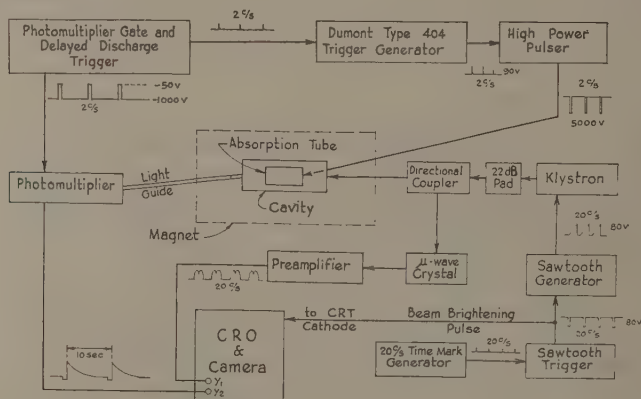 Photomultiplier Gate and
Delayed Discharge
Trigger
2 c/s
Dumont Type 404
Trigger Generator
High Power
Pulser
90v
2 c/s
2 c/s
5000 v
-50v
-1000v
2 c/s
Absorption Tube
Photomultiplier
Light
Guide
Cavity
Magnet
Directional
Coupler
22dB
Pad
Klystron
20 c/s
80v
Preamplifier
μ-wave
Crystal
Sawtooth
Generator
20 c/s
to CRT
Cathode
Beam Brightening
Pulse
80v
20 c/s
CRO
&
Camera
10 sec
Y1
Y2
20 c/s Time Mark
Generator
20 c/s
Sawtooth
Trigger